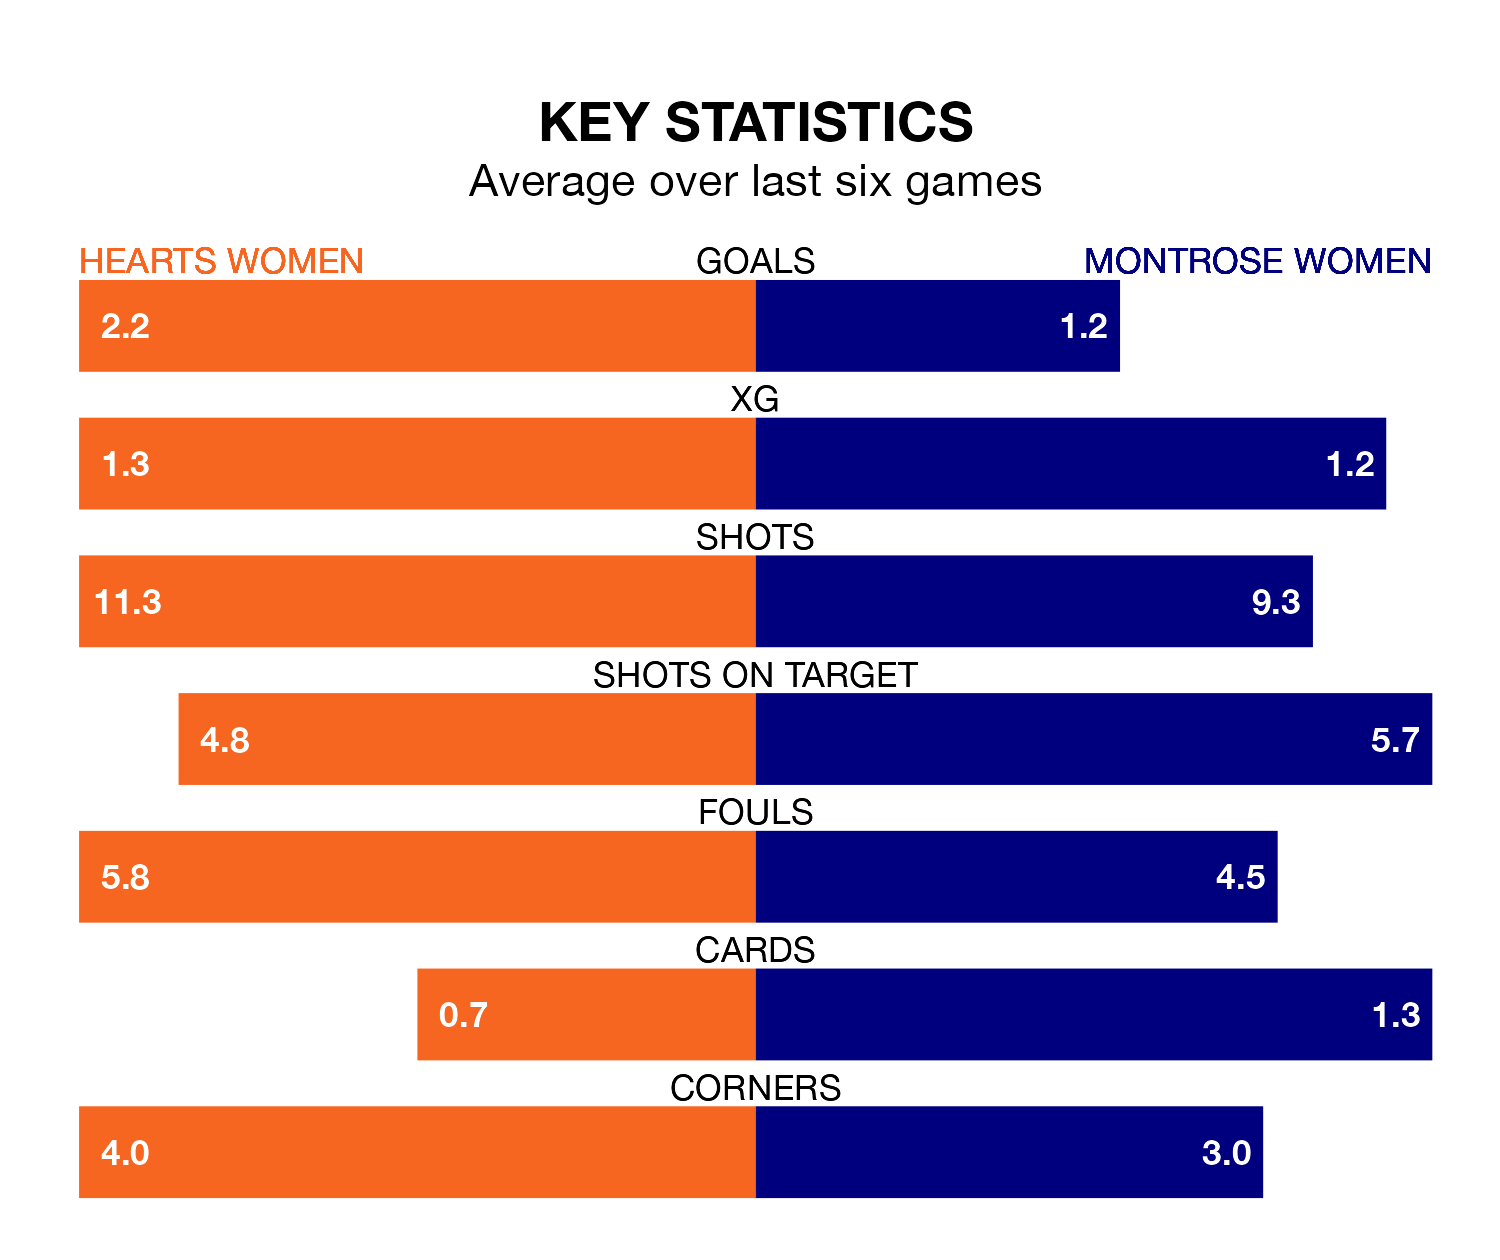 KEY STATISTICS
Average over last six games
HEARTS WOMEN GOALS MONTROSE WOMEN
2.2 1.2
XG
1.3 1.2
SHOTS
11.3 9.3
SHOTS ON TARGET
4.8 5.7
FOULS
5.8 4.5
CARDS
0.7 1.3
CORNERS
4.0 3.0